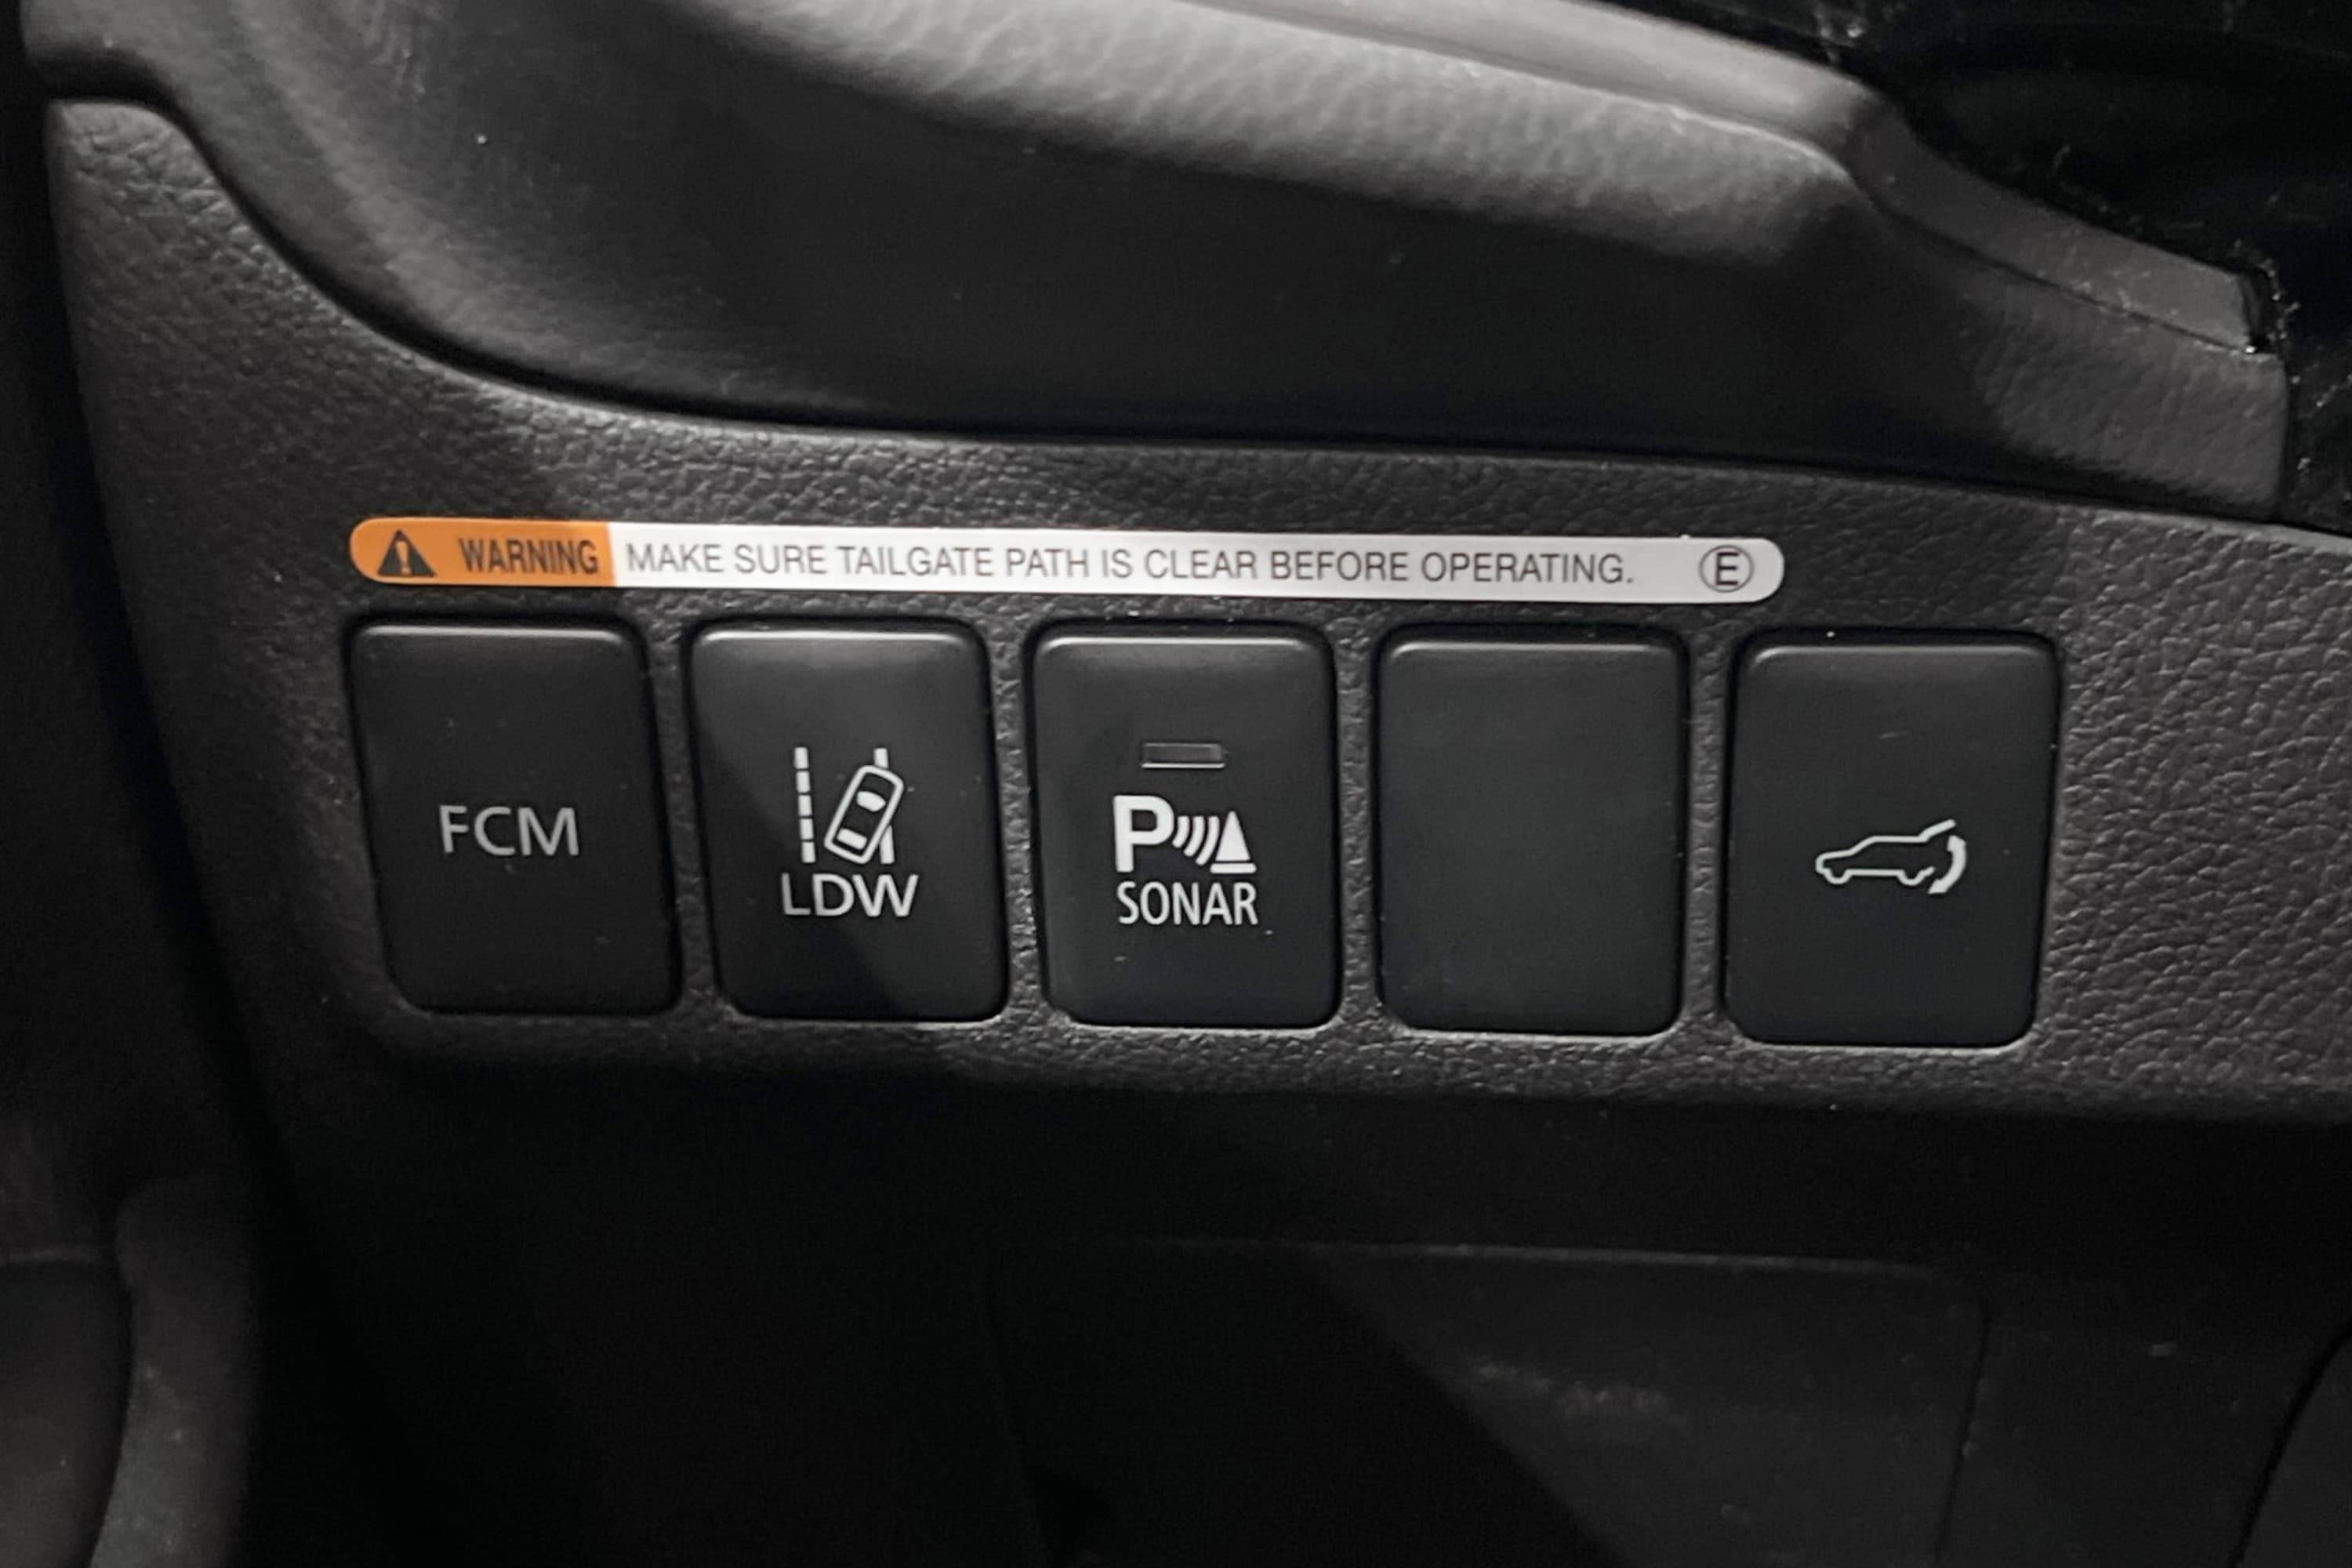 WARNING MAKE SURE TAILGATE PATH IS CLEAR BEFORE OPERATING. E
FCM
LDW
P
SONAR